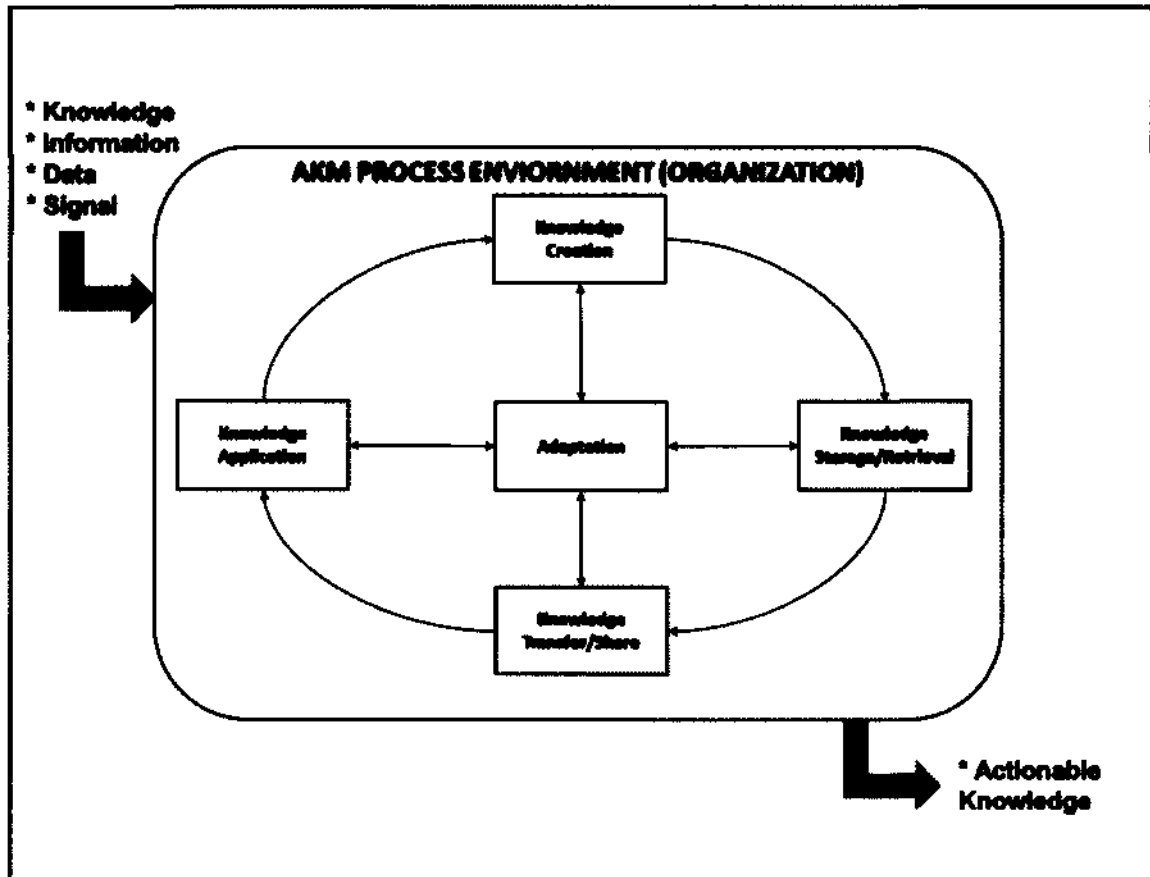 * Knowledge
* Information
* Data
* Signal
AKM PROCESS ENVIORNMENT (ORGANIZATION)
Knowledge
Creation
Knowledge
Application
Adaptation
Knowledge
Storage/Retrieval
Knowledge
Transfer/Share
* Actionable
Knowledge